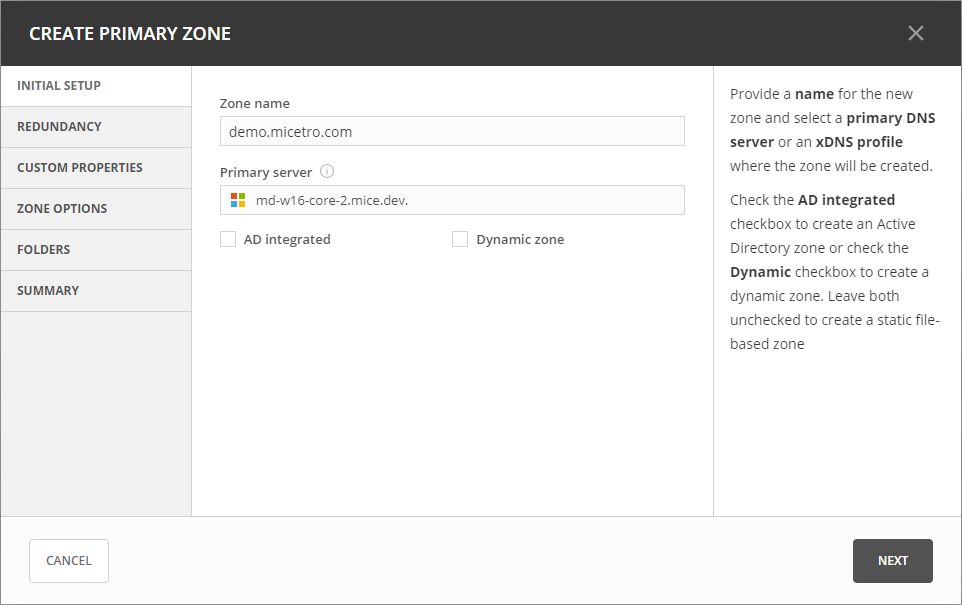 CREATE PRIMARY ZONE
INITIAL SETUP
REDUNDANCY
CUSTOM PROPERTIES
ZONE OPTIONS
FOLDERS
SUMMARY
Zone name
demo.micetro.com
Primary server
md-w16-core-2.mice.dev.
AD integrated
Dynamic zone
Provide a name for the new
zone and select a primary DNS
server or an xDNS profile
where the zone will be created.
Check the AD integrated
checkbox to create an Active
Directory zone or check the
Dynamic checkbox to create a
dynamic zone. Leave both
unchecked to create a static file-
based zone
CANCEL
NEXT